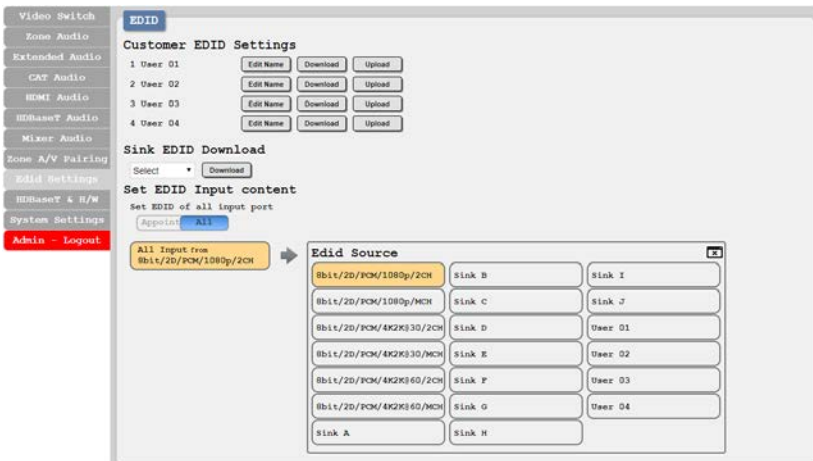 Video Switch
Zone Audio
Extended Audio
CAT Audio
HDMI Audio
HDBaseT Audio
Mixer Audio
Zone A/V Pairing
Edid Settings
HDBaseT & H/W
System Settings
Admin - Logout
EDID
Customer EDID Settings
1 User 01 Edit Name Download Upload
2 User 02 Edit Name Download Upload
3 User 03 Edit Name Download Upload
4 User 04 Edit Name Download Upload
Sink EDID Download
Select Download
Set EDID Input content
Set EDID of all input port
Appoint All
All Input from
8bit/2D/PCM/1080p/2CH
Edid Source x
8bit/2D/PCM/1080p/2CH Sink B Sink I
8bit/2D/PCM/1080p/MCH Sink C Sink J
8bit/2D/PCM/4K2K@30/2CH Sink D User 01
8bit/2D/PCM/4K2K@30/MCH Sink E User 02
8bit/2D/PCM/4K2K@60/2CH Sink F User 03
8bit/2D/PCM/4K2K@60/MCH Sink G User 04
Sink A Sink H